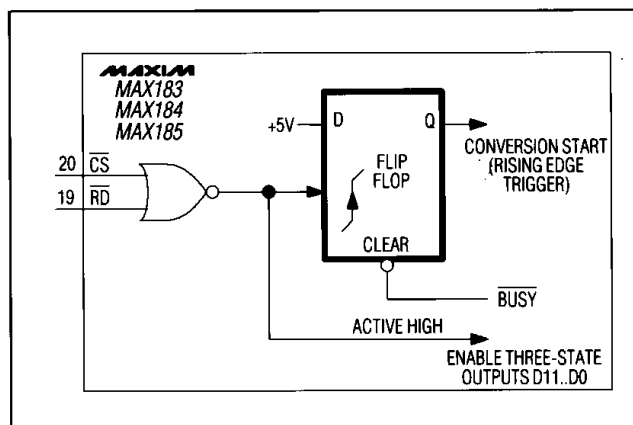 MAXIM
MAX183
MAX184
MAX185
20 CS
19 RD
+5V
D
Q
FLIP
FLOP
CLEAR
CONVERSION START
(RISING EDGE
TRIGGER)
BUSY
ACTIVE HIGH
ENABLE THREE-STATE
OUTPUTS D11..D0